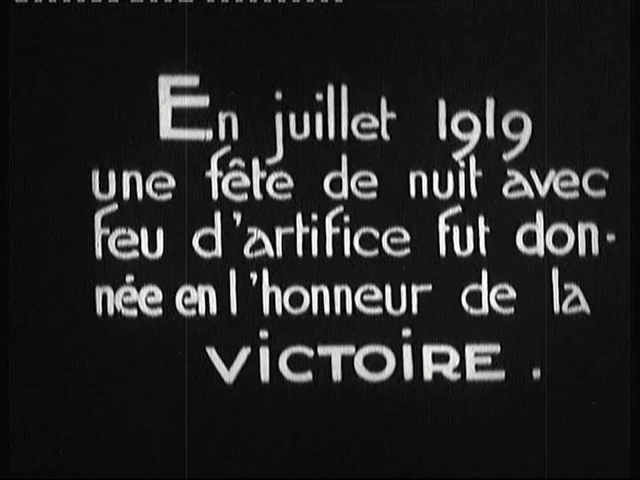 En juillet 1919
une fête de nuit avec
feu d'artifice fut don-
née en l'honneur de la
VICTOIRE.